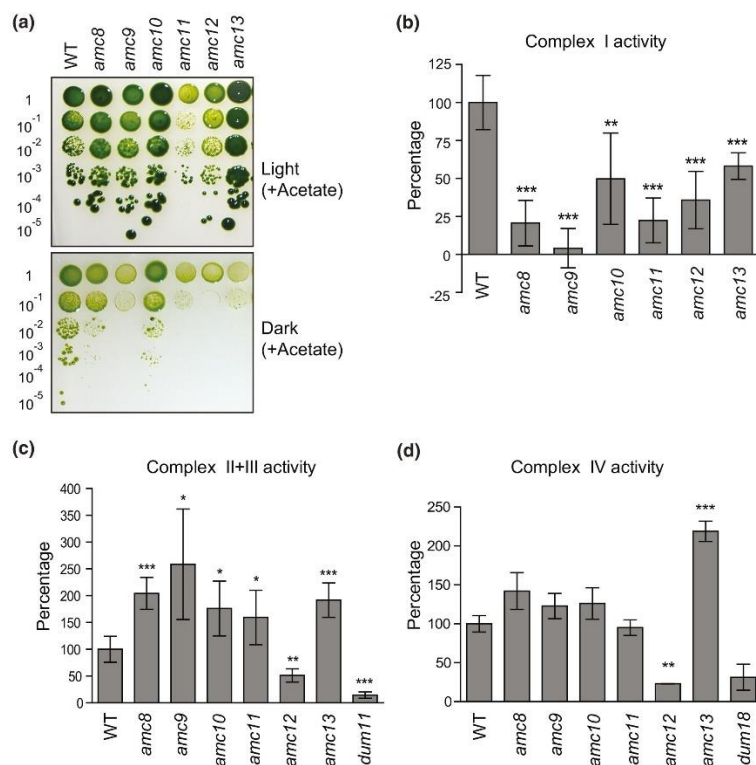 (a)
WT amc8 amc9 amc10 amc11 amc12 amc13
1
10-1
10-2
10-3
10-4
10-5
Light
(+Acetate)
1
10-1
10-2
10-3
10-4
10-5
Dark
(+Acetate)
(b)
Complex I activity
Percentage
125
100
75
50
25
0
-25
*** *** ** *** *** ***
WT amc8 amc9 amc10 amc11 amc12 amc13
(c)
Complex II+III activity
Percentage
400
350
300
250
200
150
100
50
0
*** * * * ** *** ***
WT amc8 amc9 amc10 amc11 amc12 amc13 dum11
(d)
Complex IV activity
Percentage
250
200
150
100
50
0
** ***
WT amc8 amc9 amc10 amc11 amc12 amc13 dum18